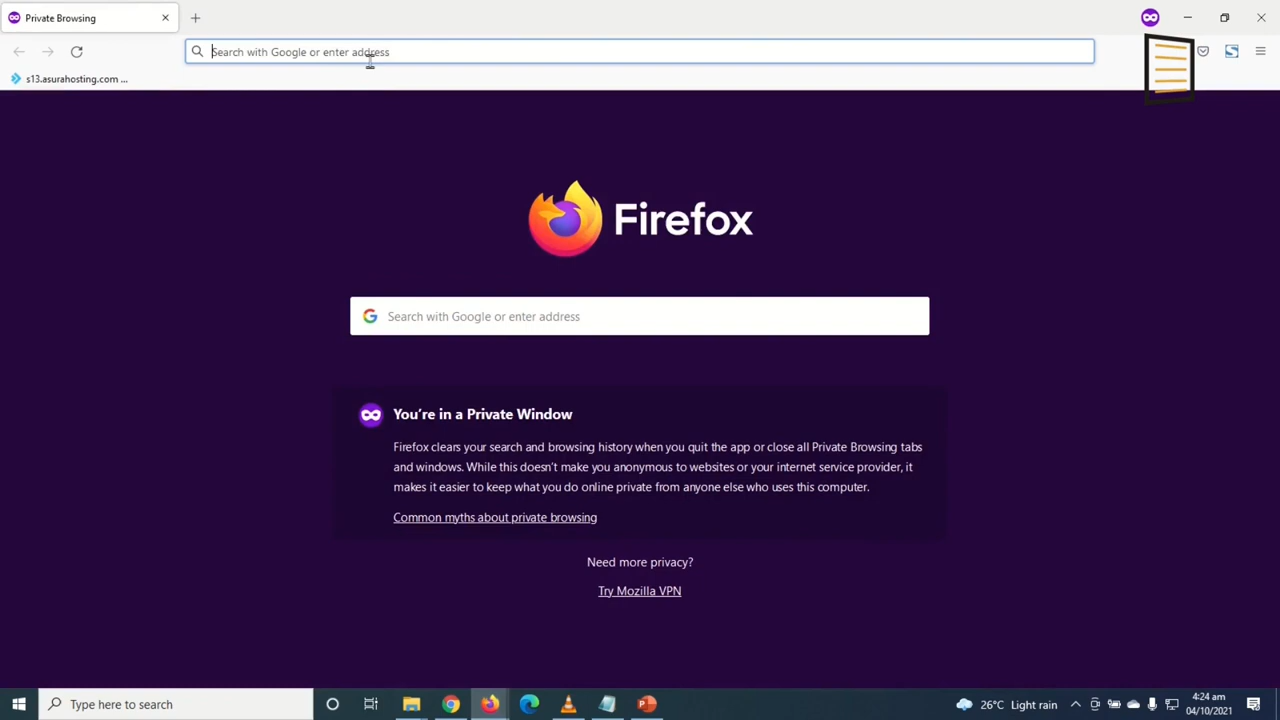 Private Browsing
Search with Google or enter address
s13.asurahosting.com ...
Firefox
Search with Google or enter address
You're in a Private Window
Firefox clears your search and browsing history when you quit the app or close all Private Browsing tabs
and windows. While this doesn't make you anonymous to websites or your internet service provider, it
makes it easier to keep what you do online private from anyone else who uses this computer.
Common myths about private browsing
Need more privacy?
Try Mozilla VPN
Type here to search
26°C Light rain
4:24 am
04/10/2021